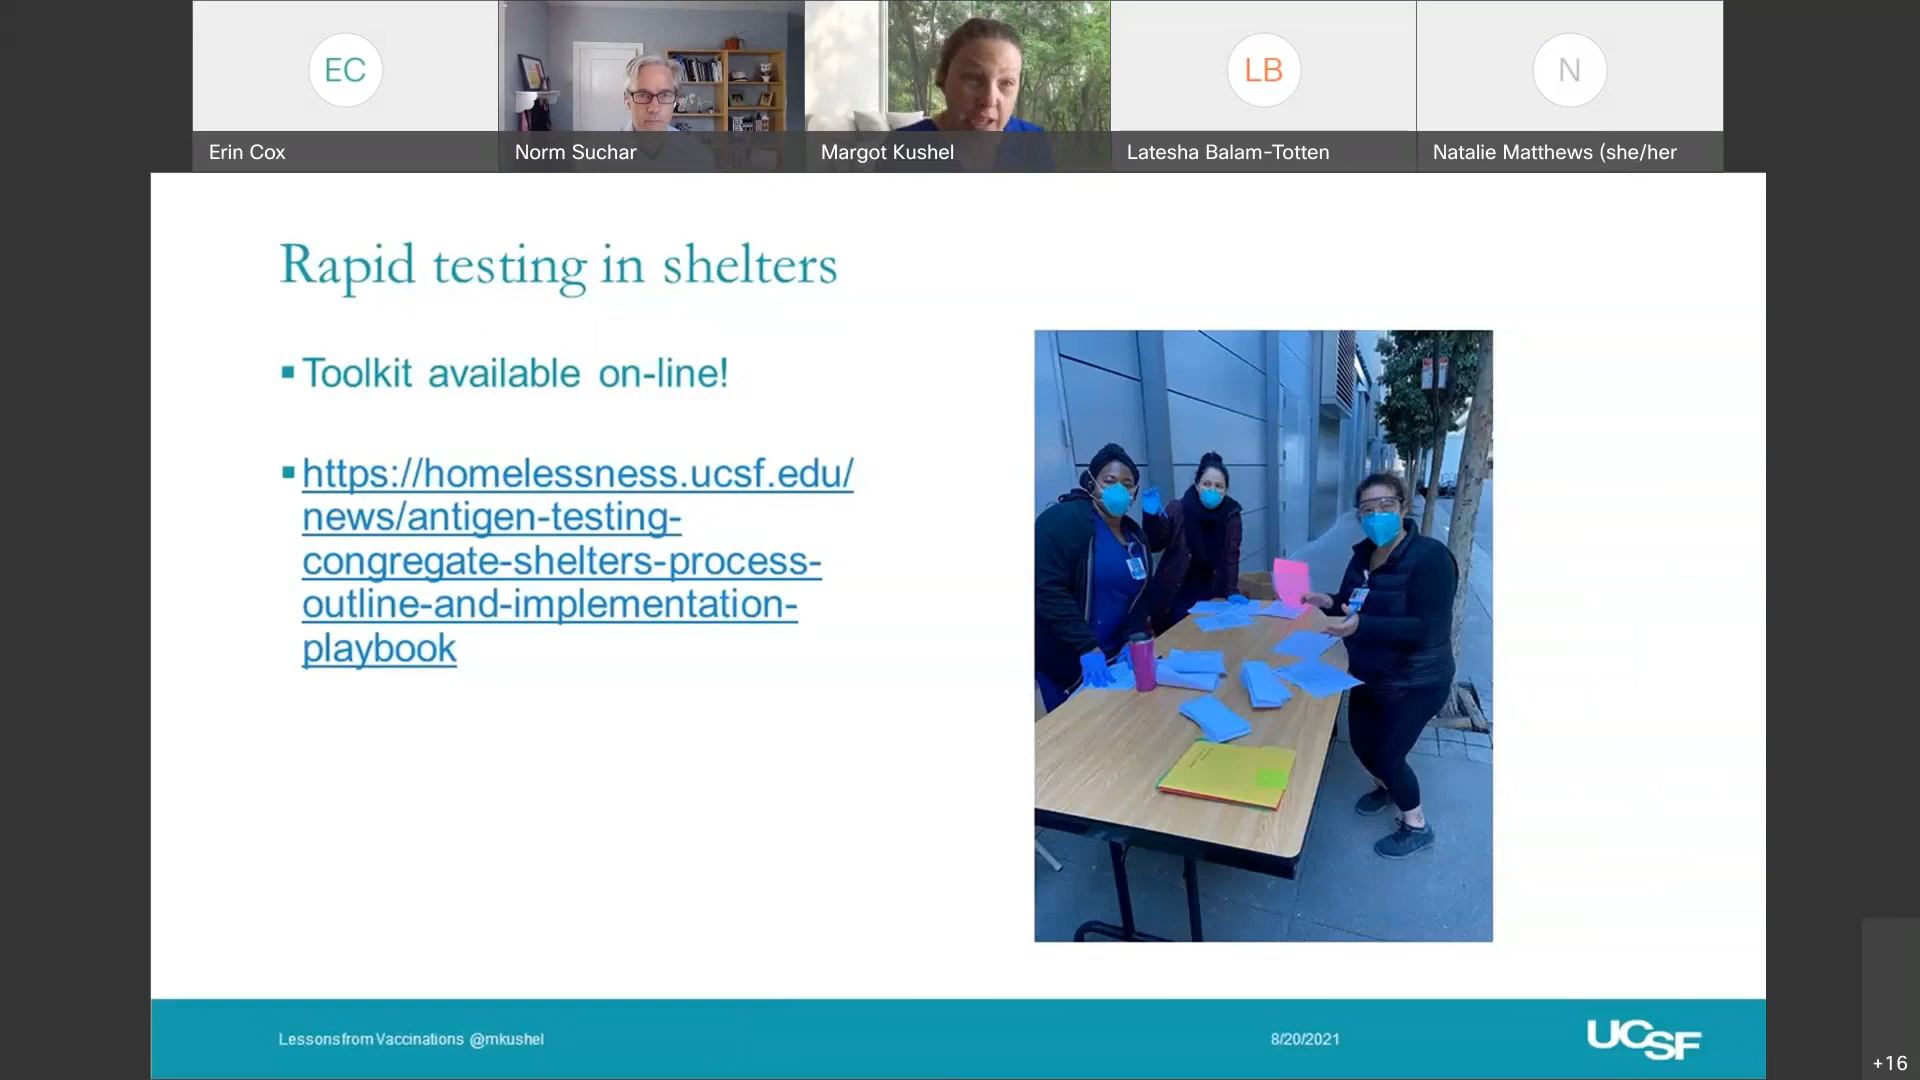 EC
LB
N
Erin Cox
Norm Suchar
Margot Kushel
Latesha Balam-Totten
Natalie Matthews (she/her
Rapid testing in shelters
Toolkit available on-line!
https://homelessness.ucsf.edu/
news/antigen-testing-
congregate-shelters-process-
outline-and-implementation-
playbook
Lessons from Vaccinations @mkushel
8/20/2021
UCSF
+16